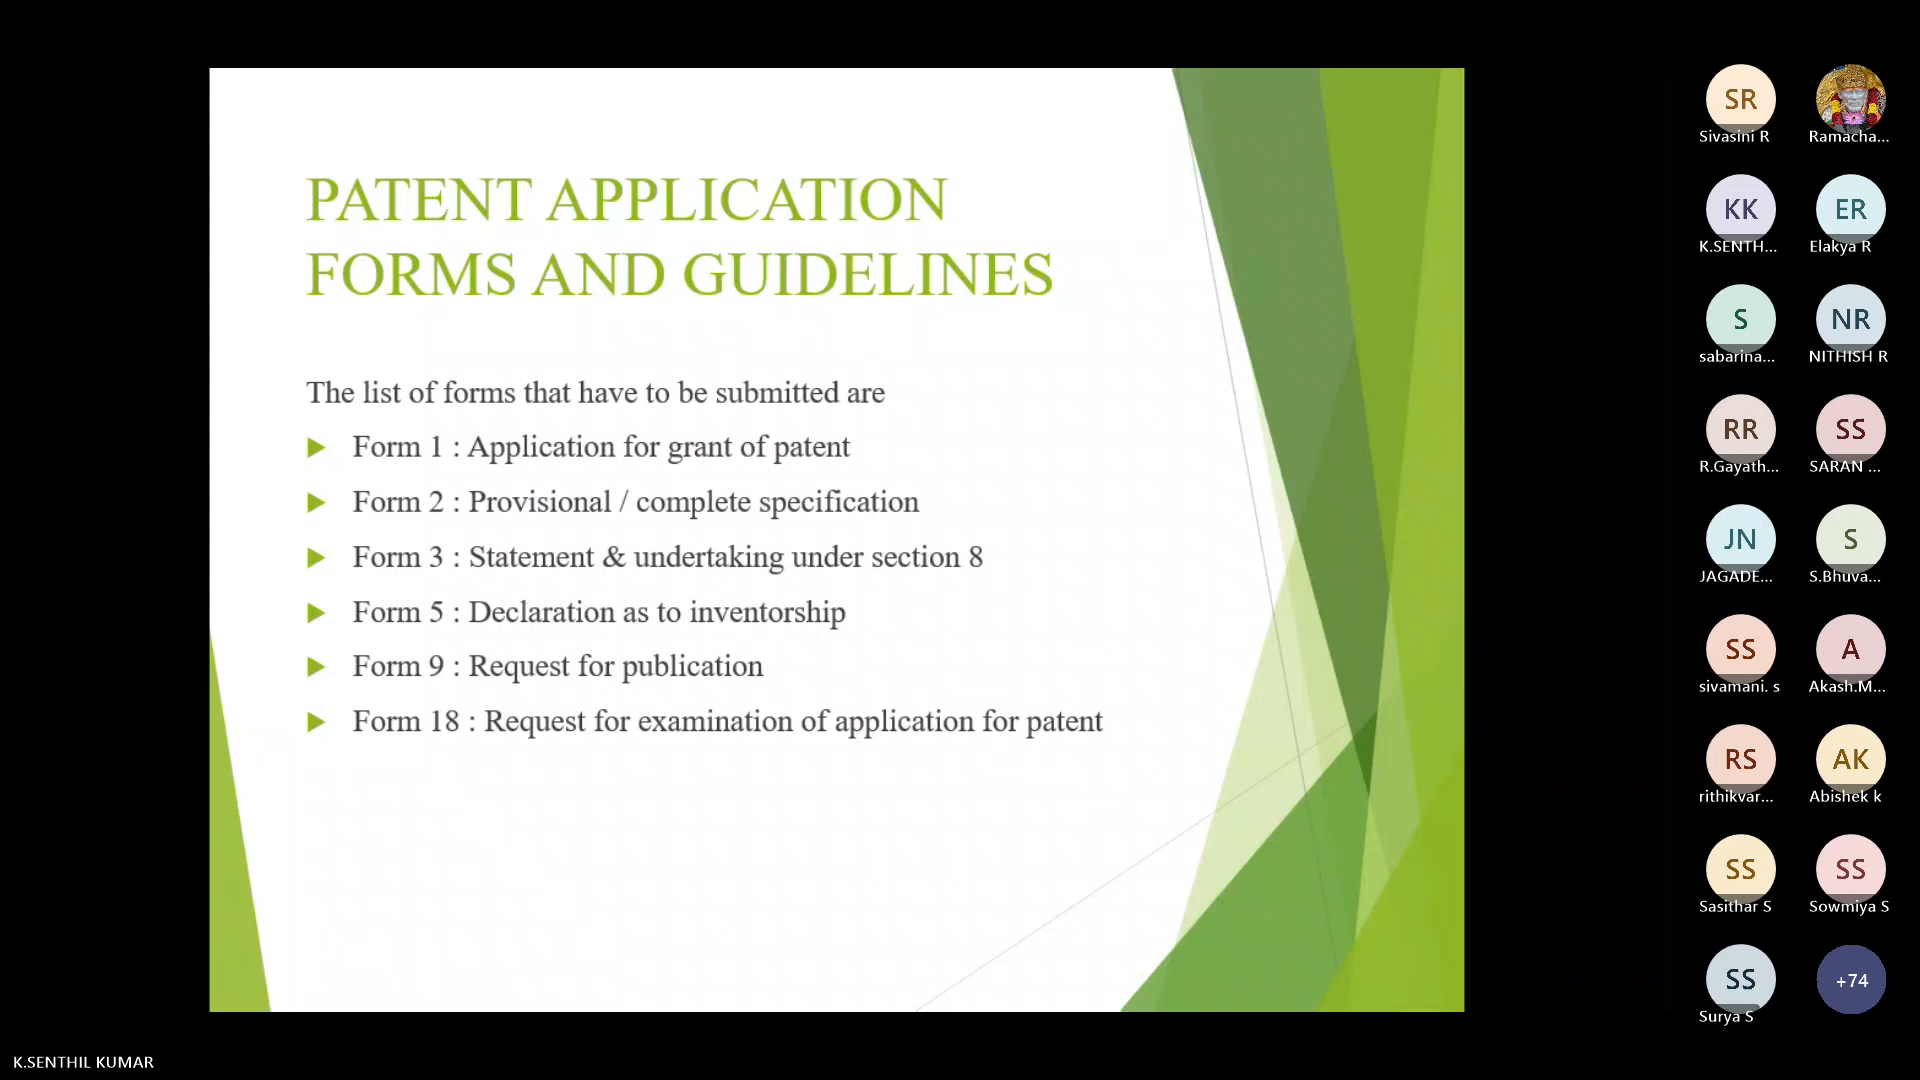 PATENT APPLICATION
FORMS AND GUIDELINES
The list of forms that have to be submitted are
Form 1 : Application for grant of patent
Form 2 : Provisional / complete specification
Form 3 : Statement & undertaking under section 8
Form 5 : Declaration as to inventorship
Form 9 : Request for publication
Form 18 : Request for examination of application for patent
SR
Sivasini R
Ramacha...
KK
K.SENTH...
ER
Elakya R
S
sabarina...
NR
NITHISH R
RR
R.Gayath...
SS
SARAN ...
JN
JAGADE...
S
S.Bhuva...
SS
sivamani. s
A
Akash.M...
RS
rithikvar...
AK
Abishek k
SS
Sasithar S
SS
Sowmiya S
SS
Surya S
+74
K.SENTHIL KUMAR